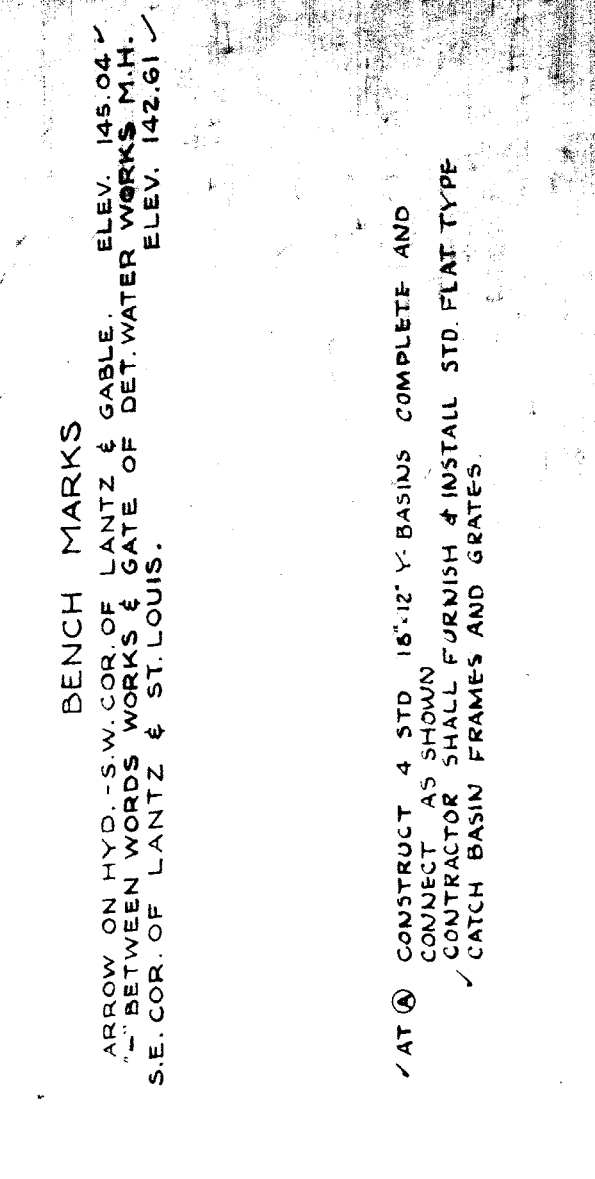 BENCH MARKS
ARROW ON HYD. - S.W. COR. OF LANTZ & GABLE. ELEV. 145.04 ✓
"—" BETWEEN WORDS WORKS & GATE OF DET. WATER WORKS M.H.
S.E. COR. OF LANTZ & ST. LOUIS. ELEV. 142.61 ✓
✓ AT Ⓐ CONSTRUCT 4 STD 18"-12" Y-BASINS COMPLETE AND
CONNECT AS SHOWN
CONTRACTOR SHALL FURNISH & INSTALL STD. FLAT TYPE
✓ CATCH BASIN FRAMES AND GRATES.